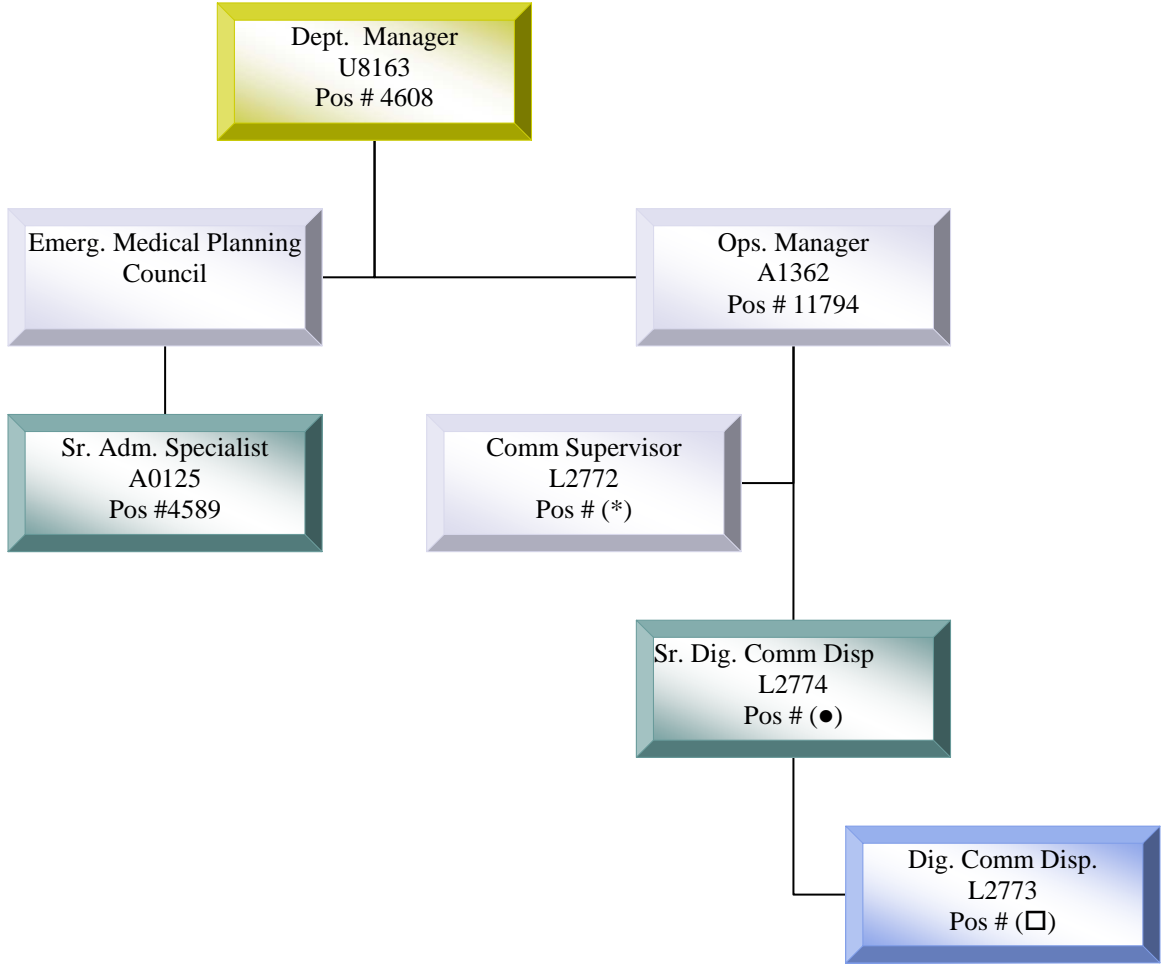 Dept. Manager
U8163
Pos # 4608
Emerg. Medical Planning
Council
Ops. Manager
A1362
Pos # 11794
Sr. Adm. Specialist
A0125
Pos #4589
Comm Supervisor
L2772
Pos # (*)
Sr. Dig. Comm Disp
L2774
Pos # (●)
Dig. Comm Disp.
L2773
Pos # (□)